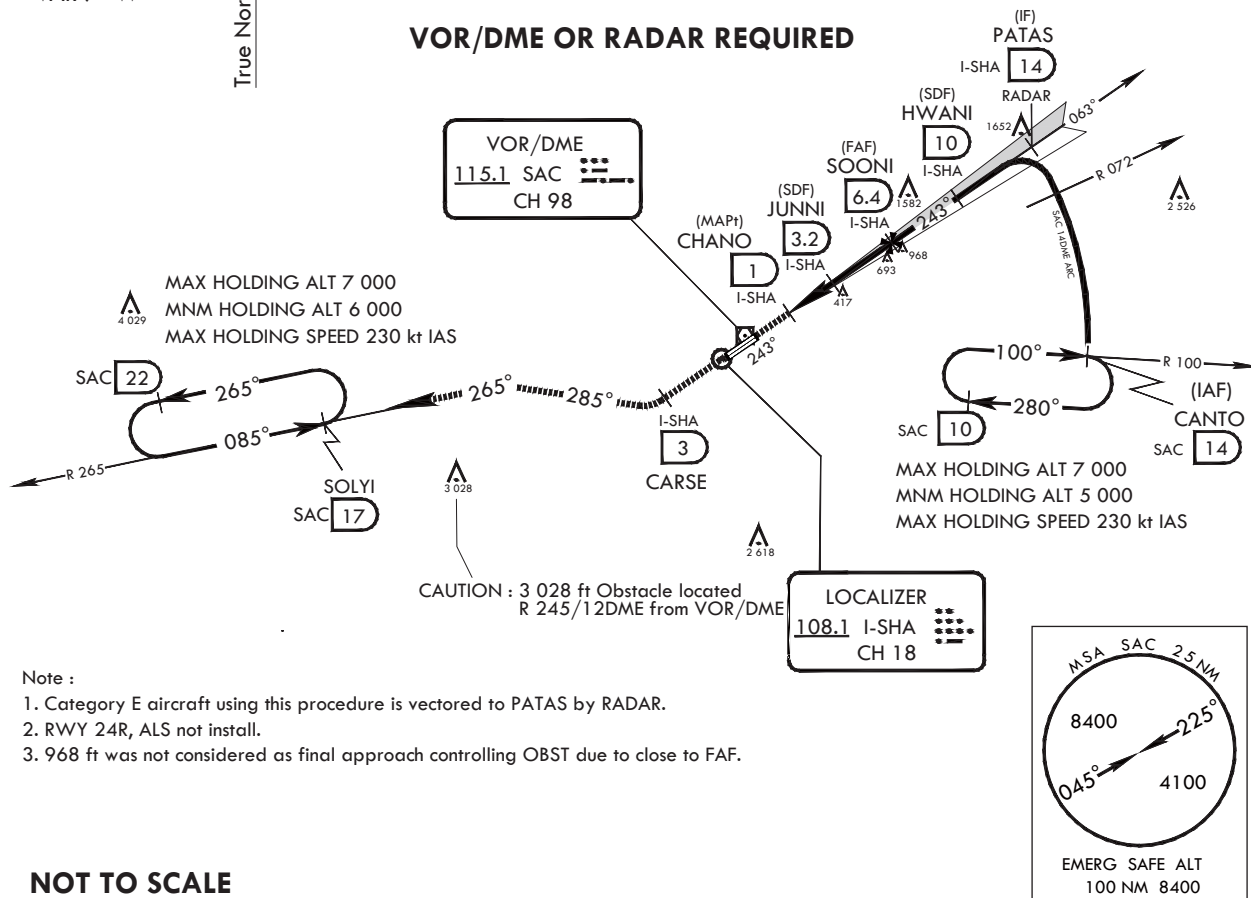 True Nor
VOR/DME OR RADAR REQUIRED
(IF)
PATAS
I-SHA 14
RADAR
(SDF)
HWANI
10
I-SHA
1652
063°
(FAF)
SOONI
6.4
I-SHA
1582
R 072
2 526
(SDF)
JUNNI
3.2
I-SHA
243°
968
693
417
SAC 14DME ARC
(MAPt)
CHANO
1
I-SHA
VOR/DME
115.1 SAC
CH 98
MAX HOLDING ALT 7 000
MNM HOLDING ALT 6 000
MAX HOLDING SPEED 230 kt IAS
4 029
SAC 22
265°
085°
R 265
SOLYI
SAC 17
265°
285°
243°
I-SHA
3
CARSE
3 028
2 618
100°
R 100
280°
SAC 10
(IAF)
CANTO
SAC 14
MAX HOLDING ALT 7 000
MNM HOLDING ALT 5 000
MAX HOLDING SPEED 230 kt IAS
CAUTION : 3 028 ft Obstacle located
R 245/12DME from VOR/DME
LOCALIZER
108.1 I-SHA
CH 18
Note :
1. Category E aircraft using this procedure is vectored to PATAS by RADAR.
2. RWY 24R, ALS not install.
3. 968 ft was not considered as final approach controlling OBST due to close to FAF.
MSA SAC 25 NM
8400
225°
045°
4100
EMERG SAFE ALT
100 NM 8400
NOT TO SCALE